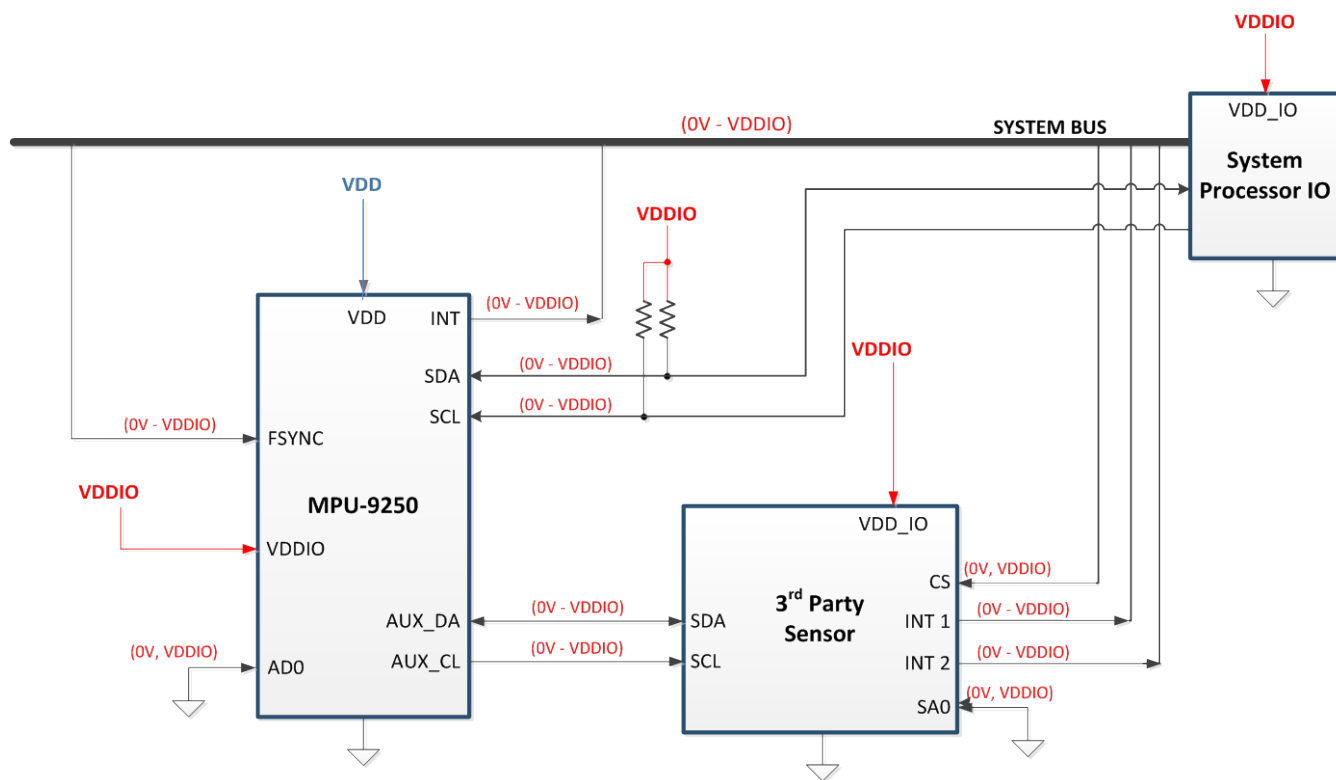 VDDIO
VDD_IO
System
Processor IO
(0V - VDDIO)
SYSTEM BUS
VDD
VDDIO
VDD
INT
(0V - VDDIO)
SDA
(0V - VDDIO)
SCL
(0V - VDDIO)
(0V - VDDIO)
FSYNC
VDDIO
VDDIO
MPU-9250
VDDIO
AUX_DA
(0V - VDDIO)
AUX_CL
(0V - VDDIO)
(0V, VDDIO)
AD0
VDD_IO
3rd Party
Sensor
SDA
SCL
CS
(0V, VDDIO)
INT 1
(0V - VDDIO)
INT 2
(0V - VDDIO)
SA0
(0V, VDDIO)